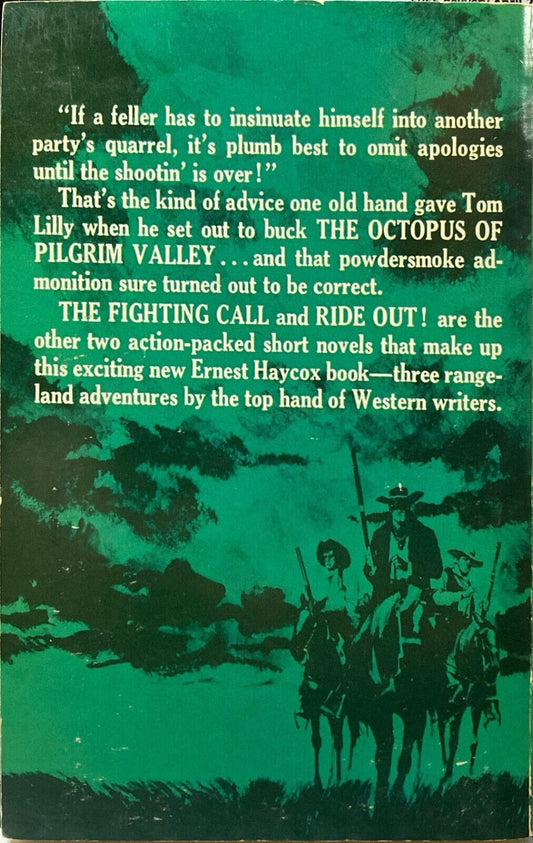 “If a feller has to insinuate himself into another
party’s quarrel, it’s plumb best to omit apologies
until the shootin’ is over!”
That’s the kind of advice one old hand gave Tom
Lilly when he set out to buck THE OCTOPUS OF
PILGRIM VALLEY...and that powdersmoke ad-
monition sure turned out to be correct.
THE FIGHTING CALL and RIDE OUT! are the
other two action-packed short novels that make up
this exciting new Ernest Haycox book—three range-
land adventures by the top hand of Western writers.